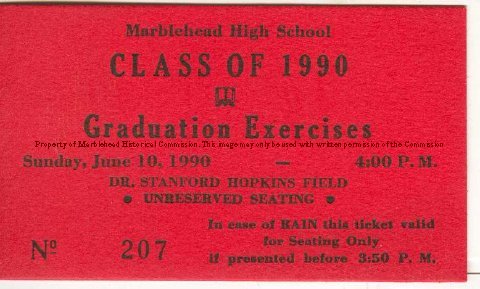 Marblehead High School
CLASS OF 1990
Graduation Exercises
Property of Marblehead Historical Commission. This image may only be used with written permission of the Commission
Sunday, June 10, 1990 — 4:00 P. M.
DR. STANFORD HOPKINS FIELD
• UNRESERVED SEATING •
In case of RAIN this ticket valid
for Seating Only
if presented before 3:50 P. M.
Nº 207